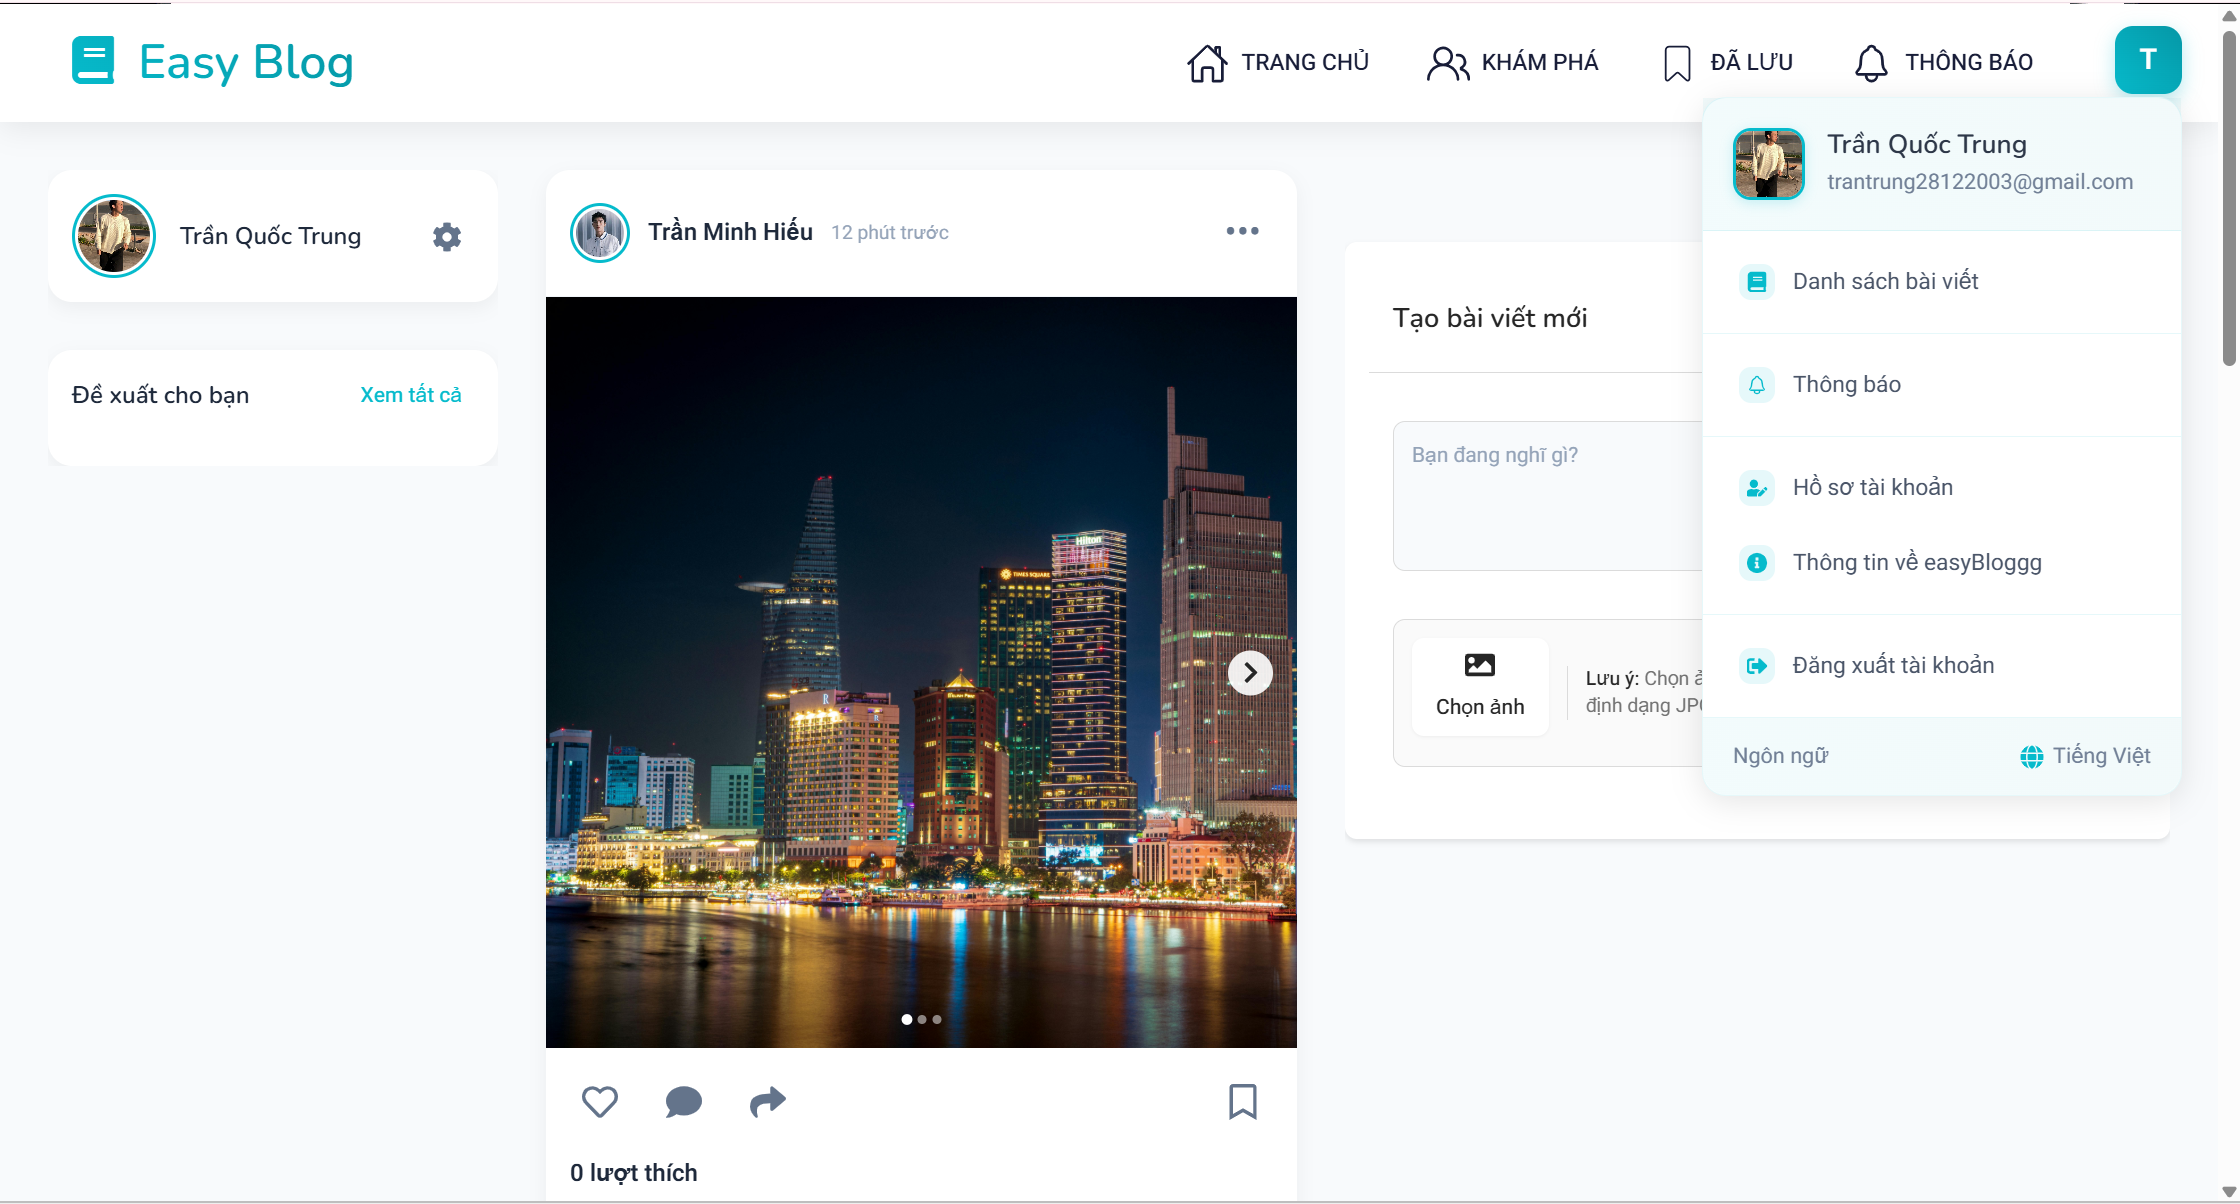 Easy Blog
TRANG CHỦ
KHÁM PHÁ
ĐÃ LƯU
THÔNG BÁO
T
Trần Quốc Trung
trantrung28122003@gmail.com
Danh sách bài viết
Thông báo
Hồ sơ tài khoản
Thông tin về easyBloggg
Đăng xuất tài khoản
Ngôn ngữ
Tiếng Việt
Trần Quốc Trung
Đề xuất cho bạn
Xem tất cả
Trần Minh Hiếu
12 phút trước
Hilton
TIMES SQUARE
R
R
0 lượt thích
Tạo bài viết mới
Bạn đang nghĩ gì?
Chọn ảnh
Lưu ý: Chọn
định dạng